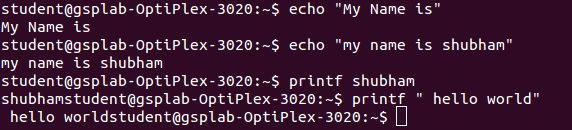 student@gsplab-OptiPlex-3020:~$ echo "My Name is"
My Name is
student@gsplab-OptiPlex-3020:~$ echo "my name is shubham"
my name is shubham
student@gsplab-OptiPlex-3020:~$ printf shubham
shubhamstudent@gsplab-OptiPlex-3020:~$ printf " hello world"
 hello worldstudent@gsplab-OptiPlex-3020:~$